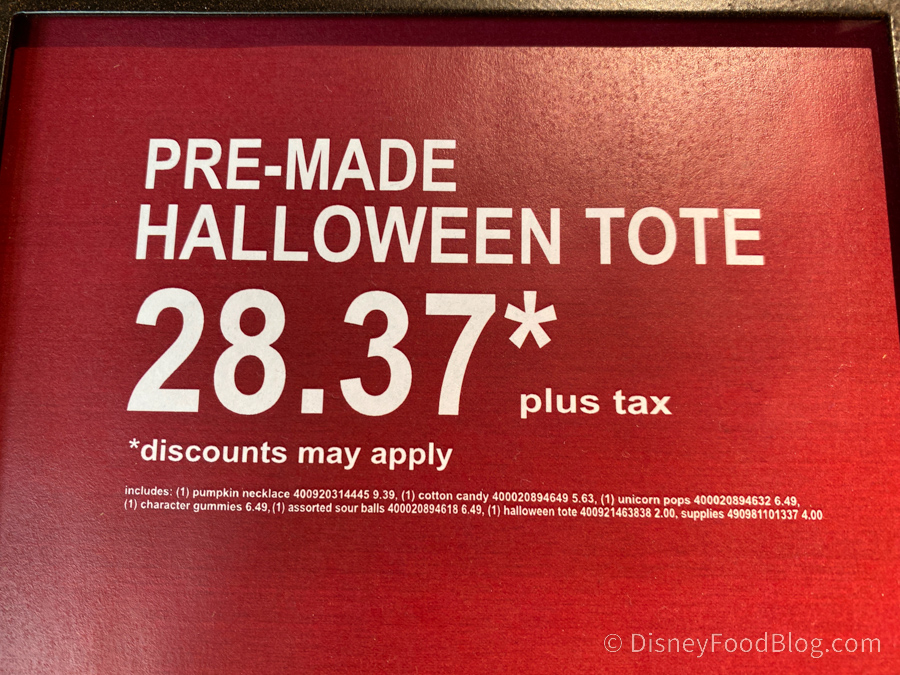 PRE-MADE
HALLOWEEN TOTE
28.37*
plus tax
*discounts may apply
includes: (1) pumpkin necklace 400920314445 9.39, (1) cotton candy 400020894649 5.63, (1) unicorn pops 400020894632 6.49,
(1) character gummies 6.49, (1) assorted sour balls 400020894618 6.49, (1) halloween tote 400921463838 2.00, supplies 490981101337 4.00
© DisneyFoodBlog.com